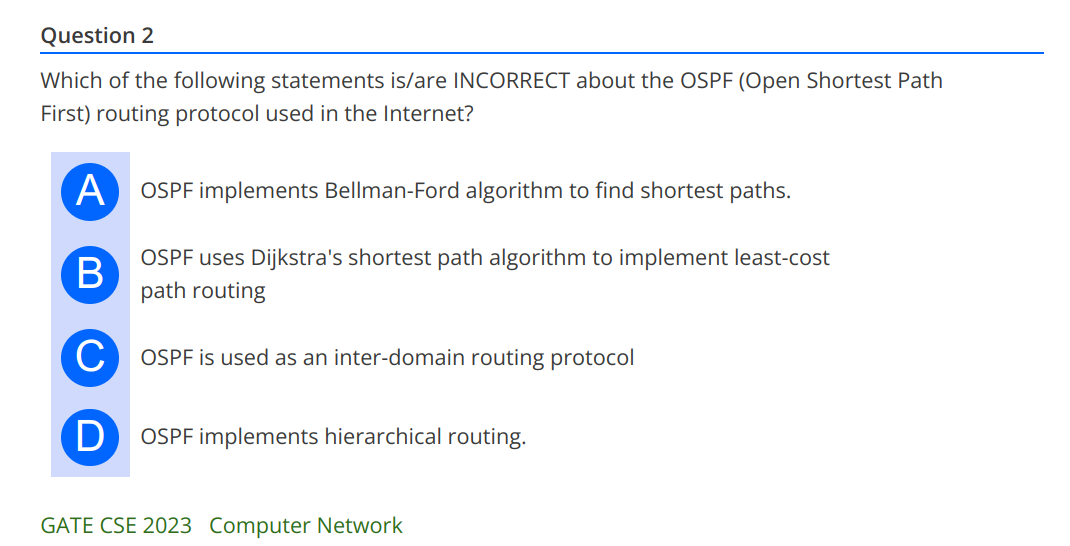 Question 2
Which of the following statements is/are INCORRECT about the OSPF (Open Shortest Path
First) routing protocol used in the Internet?
A OSPF implements Bellman-Ford algorithm to find shortest paths.
B OSPF uses Dijkstra's shortest path algorithm to implement least-cost
path routing
C OSPF is used as an inter-domain routing protocol
D OSPF implements hierarchical routing.
GATE CSE 2023 Computer Network